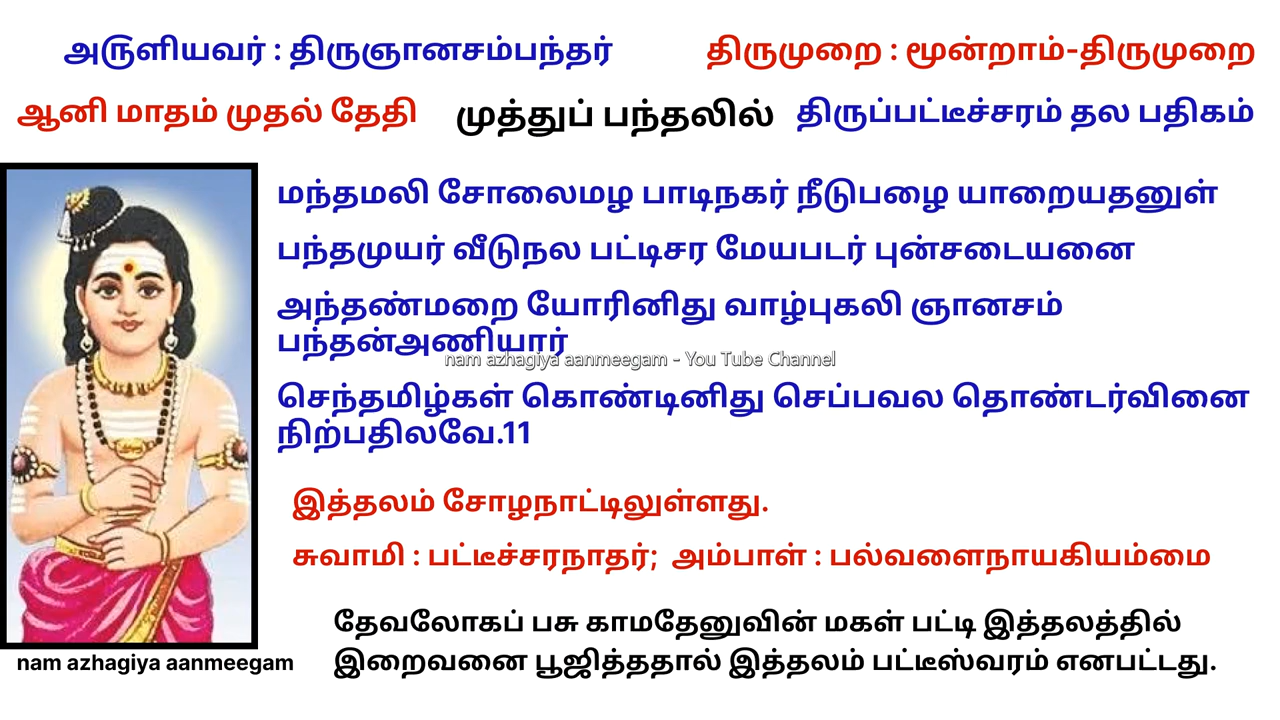 அருளியவர் : திருஞானசம்பந்தர் திருமுறை : மூன்றாம்-திருமுறை
ஆனி மாதம் முதல் தேதி முத்துப் பந்தலில் திருப்பட்டீச்சரம் தல பதிகம்
மந்தமலி சோலைமழ பாடிநகர் நீடுபழை யாறையதனுள்
பந்தமுயர் வீடுநல பட்டிசர மேயபடர் புன்சடையனை
அந்தண்மறை யோரினிது வாழ்புகலி ஞானசம்
பந்தன்அணியார்
nam azhagiya aanmeegam - You Tube Channel
செந்தமிழ்கள் கொண்டினிது செப்பவல தொண்டர்வினை
நிற்பதிலவே.11
இத்தலம் சோழநாட்டிலுள்ளது.
சுவாமி : பட்டீச்சரநாதர்; அம்பாள் : பல்வளைநாயகியம்மை
தேவலோகப் பசு காமதேனுவின் மகள் பட்டி இத்தலத்தில்
இறைவனை பூஜித்ததால் இத்தலம் பட்டீஸ்வரம் எனபட்டது.
nam azhagiya aanmeegam